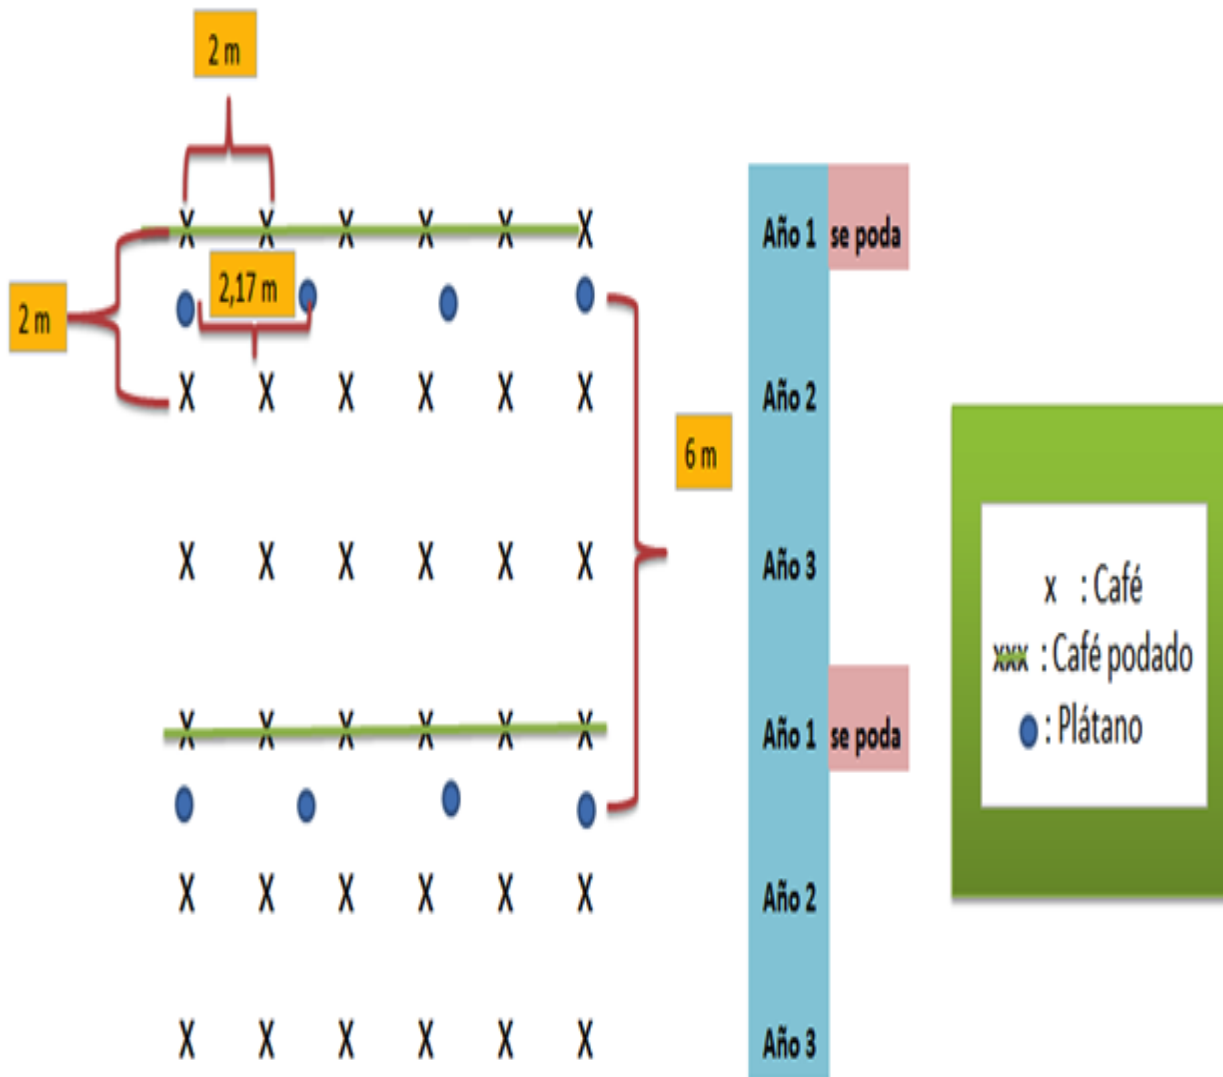 2 m
X X X X X X
2,17 m
2 m
X X X X X X
6 m
X X X X X X
X X X X X X
X X X X X X
X X X X X X
Año 1 se poda
Año 2
Año 3
Año 1 se poda
Año 2
Año 3
x : Café
xxx : Café podado
: Plátano